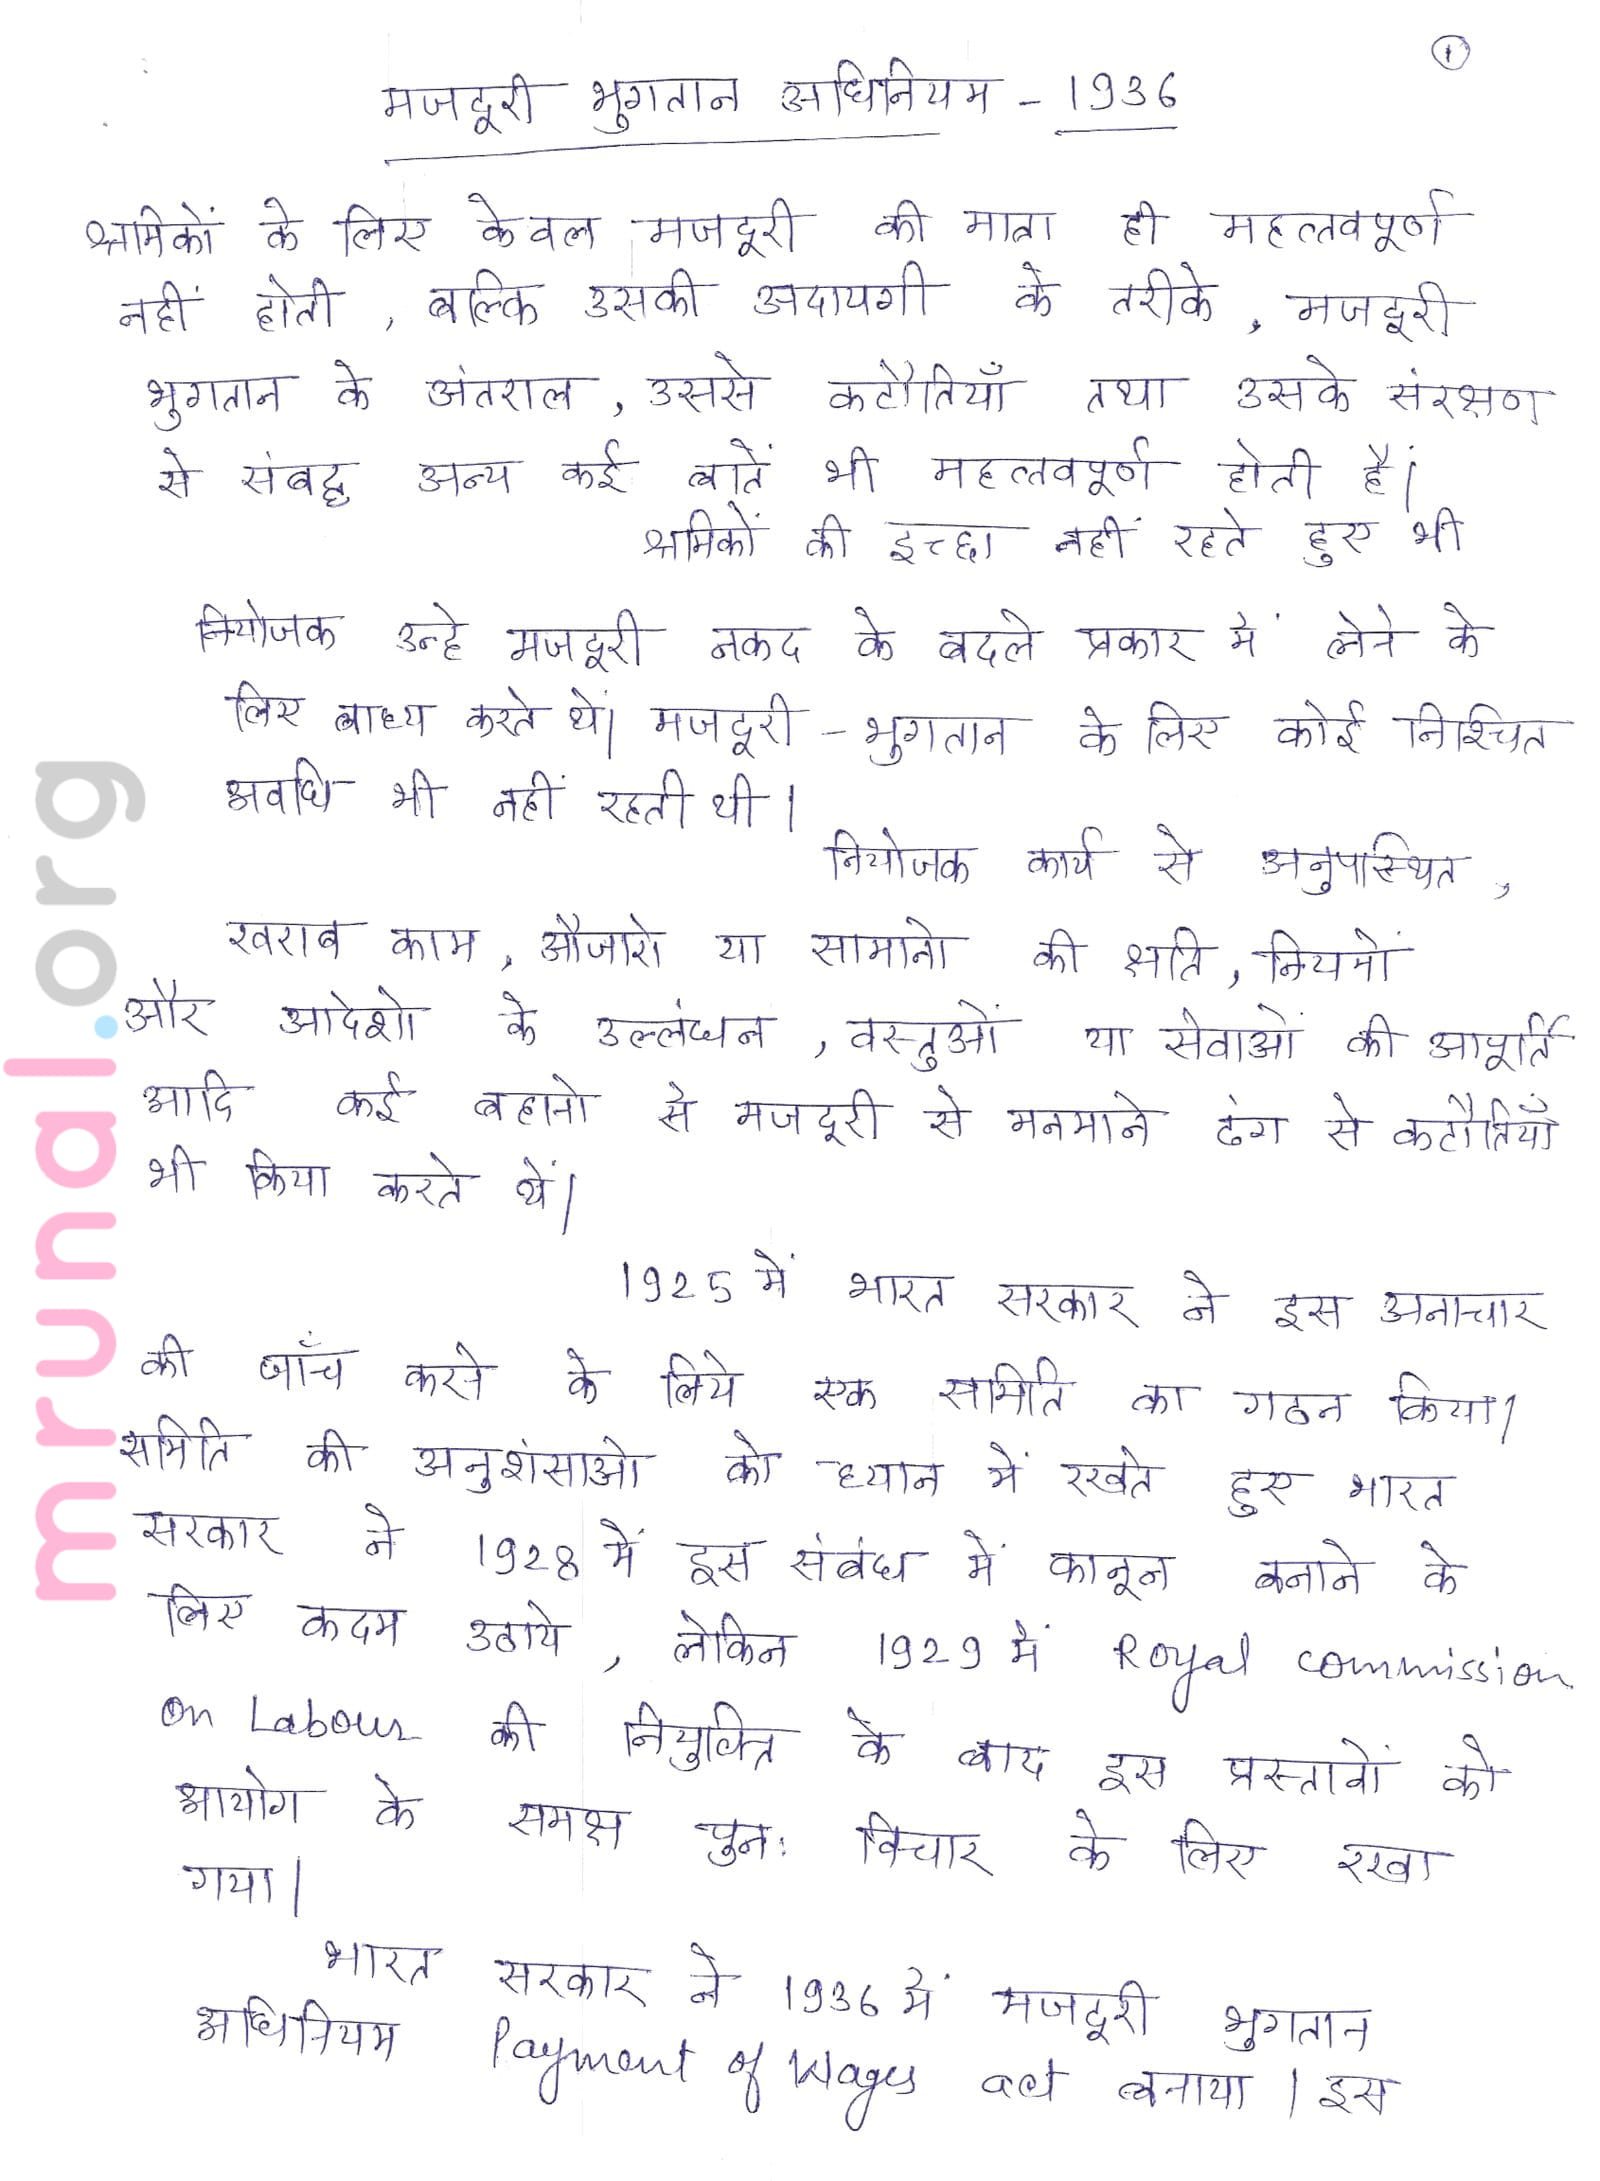 1
मजदूरी भुगतान अधिनियम - 1936
श्रमिकों के लिए केवल मजदूरी की मात्रा ही महत्तवपूर्ण
नहीं होती , बल्कि उसकी अदायगी के तरीके , मजदूरी
भुगतान के अंतराल , उससे कटौतियाँ तथा उसके संरक्षण
से संबद्ध अन्य कई बातें भी महत्तवपूर्ण होती हैं।
श्रमिकों की इच्छा नहीं रहते हुए भी
नियोजक उन्हे मजदूरी नकद के बदले प्रकार में लेने के
लिए बाध्य करते थें। मजदूरी - भुगतान के लिए कोई निश्चित
अवधि भी नहीं रहती थी।
नियोजक कार्य से अनुपस्थित ,
खराब काम , औजारो या सामानो की क्षति , नियमों
और आदेशो के उल्लंघन , वस्तुओं या सेवाओं की आपूर्ति
आदि कई बहानो से मजदूरी से मनमाने ढंग से कटौतियाँ
भी किया करते थें।
1925 में भारत सरकार ने इस अनाचार
की जाँच करने के लिये एक समिति का गठन किया।
समिति की अनुशंसाओ को ध्यान में रखते हुए भारत
सरकार ने 1928 में इस संबंध में कानून बनाने के
लिए कदम उठाये , लेकिन 1929 में Royal commission
on Labour की नियुक्ति के बाद इस प्रस्तावों को
आयोग के समक्ष पुनः विचार के लिए रखा
गया।
भारत सरकार ने 1936 में मजदूरी भुगतान
अधिनियम Payment of Wages act बनाया। इस
mrunal.org